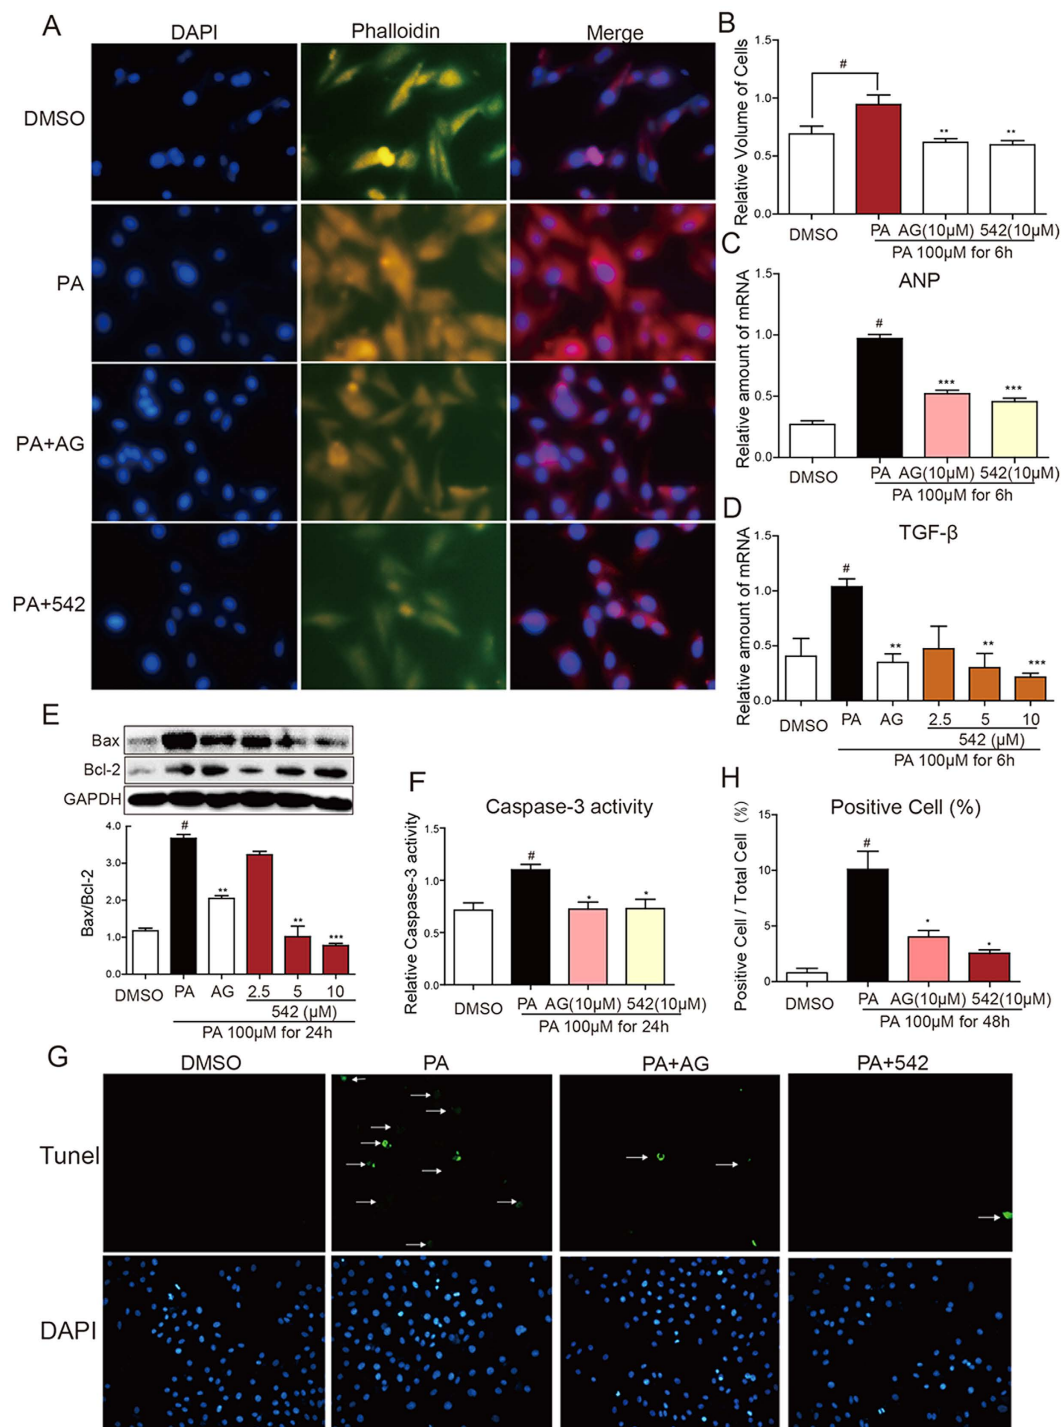 A
DAPI Phalloidin Merge
DMSO
PA
PA+AG
PA+542
B
Relative Volume of Cells
1.5
1.0
0.5
0.0
#
** **
DMSO PA AG(10μM) 542(10μM)
PA 100μM for 6h
C
ANP
Relative amount of mRNA
1.5
1.0
0.5
0.0
#
*** ***
DMSO PA AG(10μM) 542(10μM)
PA 100μM for 6h
D
TGF-β
Relative amount of mRNA
1.5
1.0
0.5
0.0
#
** ** ***
DMSO PA AG 2.5 5 10
542 (μM)
PA 100μM for 6h
E
Bax
Bcl-2
GAPDH
Bax/Bcl-2
4.0
3.0
2.0
1.0
0.0
#
** ** ***
DMSO PA AG 2.5 5 10
542 (μM)
PA 100μM for 24h
F
Caspase-3 activity
Relative Caspase-3 activity
1.5
1.0
0.5
0.0
#
* *
DMSO PA AG(10μM) 542(10μM)
PA 100μM for 24h
H
Positive Cell (%)
Positive Cell / Total Cell (%)
15
10
5
0
#
* *
DMSO PA AG(10μM) 542(10μM)
PA 100μM for 48h
G
DMSO PA PA+AG PA+542
Tunel
DAPI